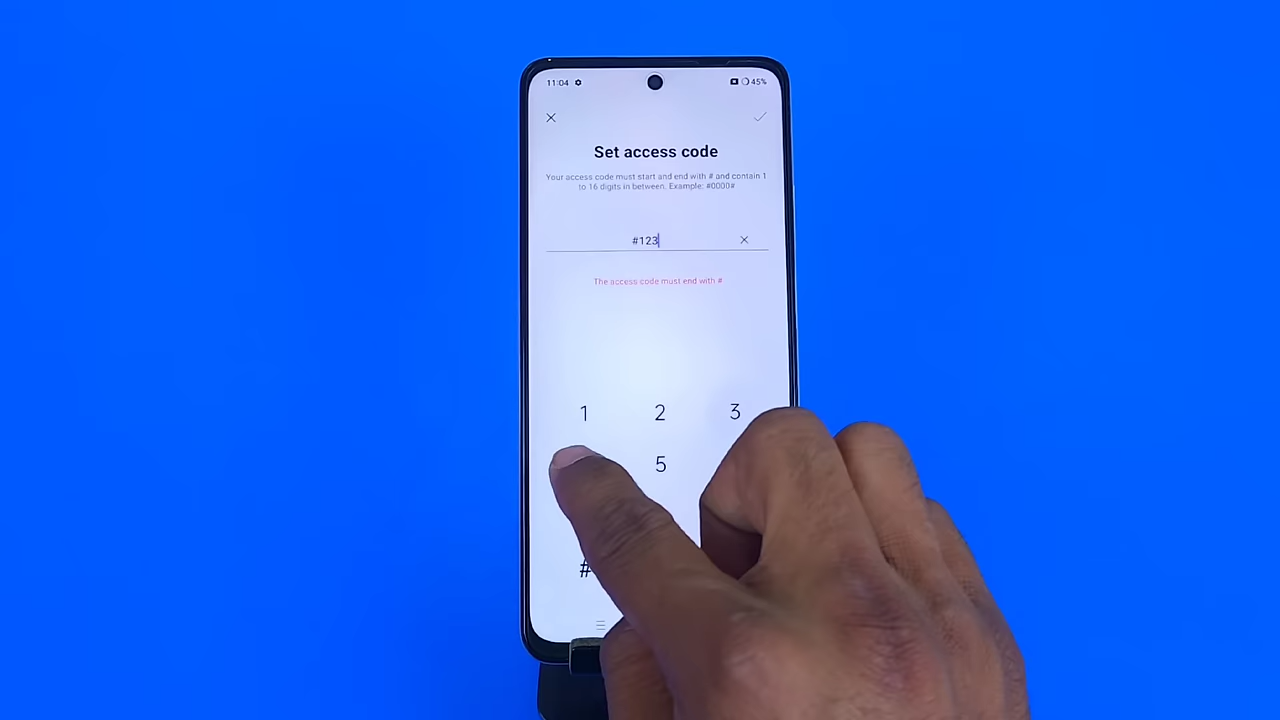 11:04
45%
Set access code
Your access code must start and end with # and contain 1
to 16 digits in between. Example: #0000#
#123
The access code must end with #
1 2 3
5
#